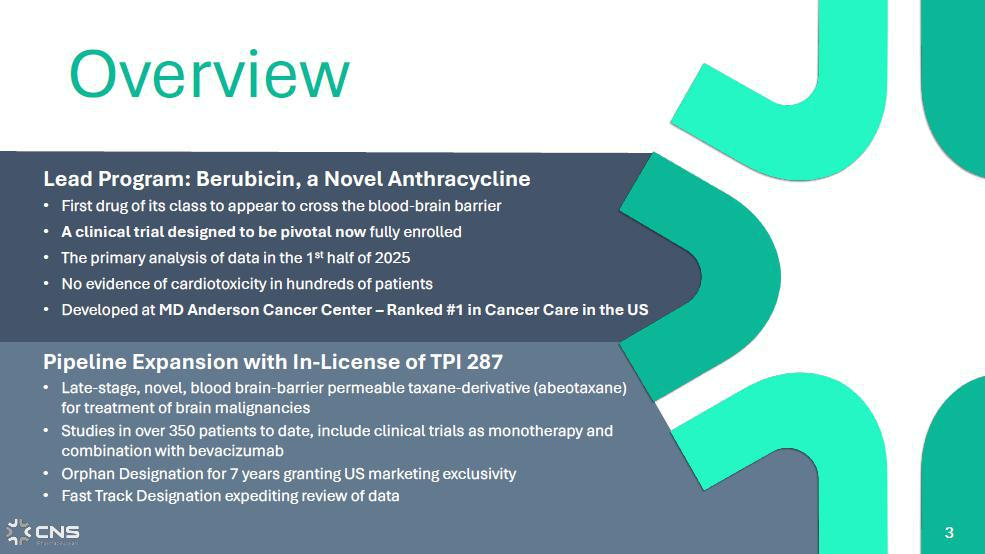 Overview
Lead Program: Berubicin, a Novel Anthracycline
• First drug of its class to appear to cross the blood-brain barrier
• A clinical trial designed to be pivotal now fully enrolled
• The primary analysis of data in the 1st half of 2025
• No evidence of cardiotoxicity in hundreds of patients
• Developed at MD Anderson Cancer Center – Ranked #1 in Cancer Care in the US
Pipeline Expansion with In-License of TPI 287
• Late-stage, novel, blood brain-barrier permeable taxane-derivative (abeotaxane)
for treatment of brain malignancies
• Studies in over 350 patients to date, include clinical trials as monotherapy and
combination with bevacizumab
• Orphan Designation for 7 years granting US marketing exclusivity
• Fast Track Designation expediting review of data
CNS
Pharmaceuticals
3